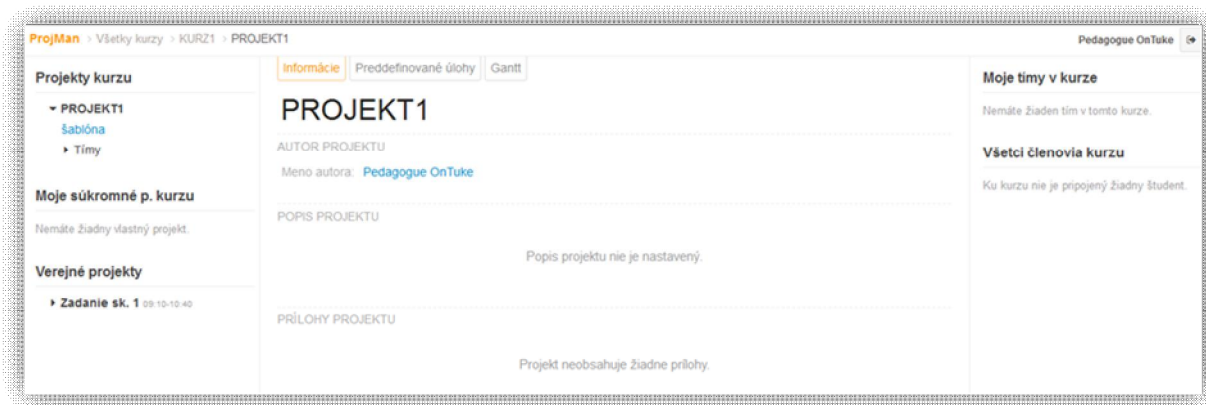 ProjMan > Všetky kurzy > KURZ1 > PROJEKT1
Pedagogue OnTuke
Projekty kurzu
PROJEKT1
šablóna
Tímy
Moje súkromné p. kurzu
Nemáte žiadny vlastný projekt.
Verejné projekty
Zadanie sk. 1 09:10-10:40
Informácie Preddefinované úlohy Gantt
PROJEKT1
AUTOR PROJEKTU
Meno autora: Pedagogue OnTuke
POPIS PROJEKTU
Popis projektu nie je nastavený.
PRÍLOHY PROJEKTU
Projekt neobsahuje žiadne prílohy.
Moje tímy v kurze
Nemáte žiaden tím v tomto kurze.
Všetci členovia kurzu
Ku kurzu nie je pripojený žiadny študent.